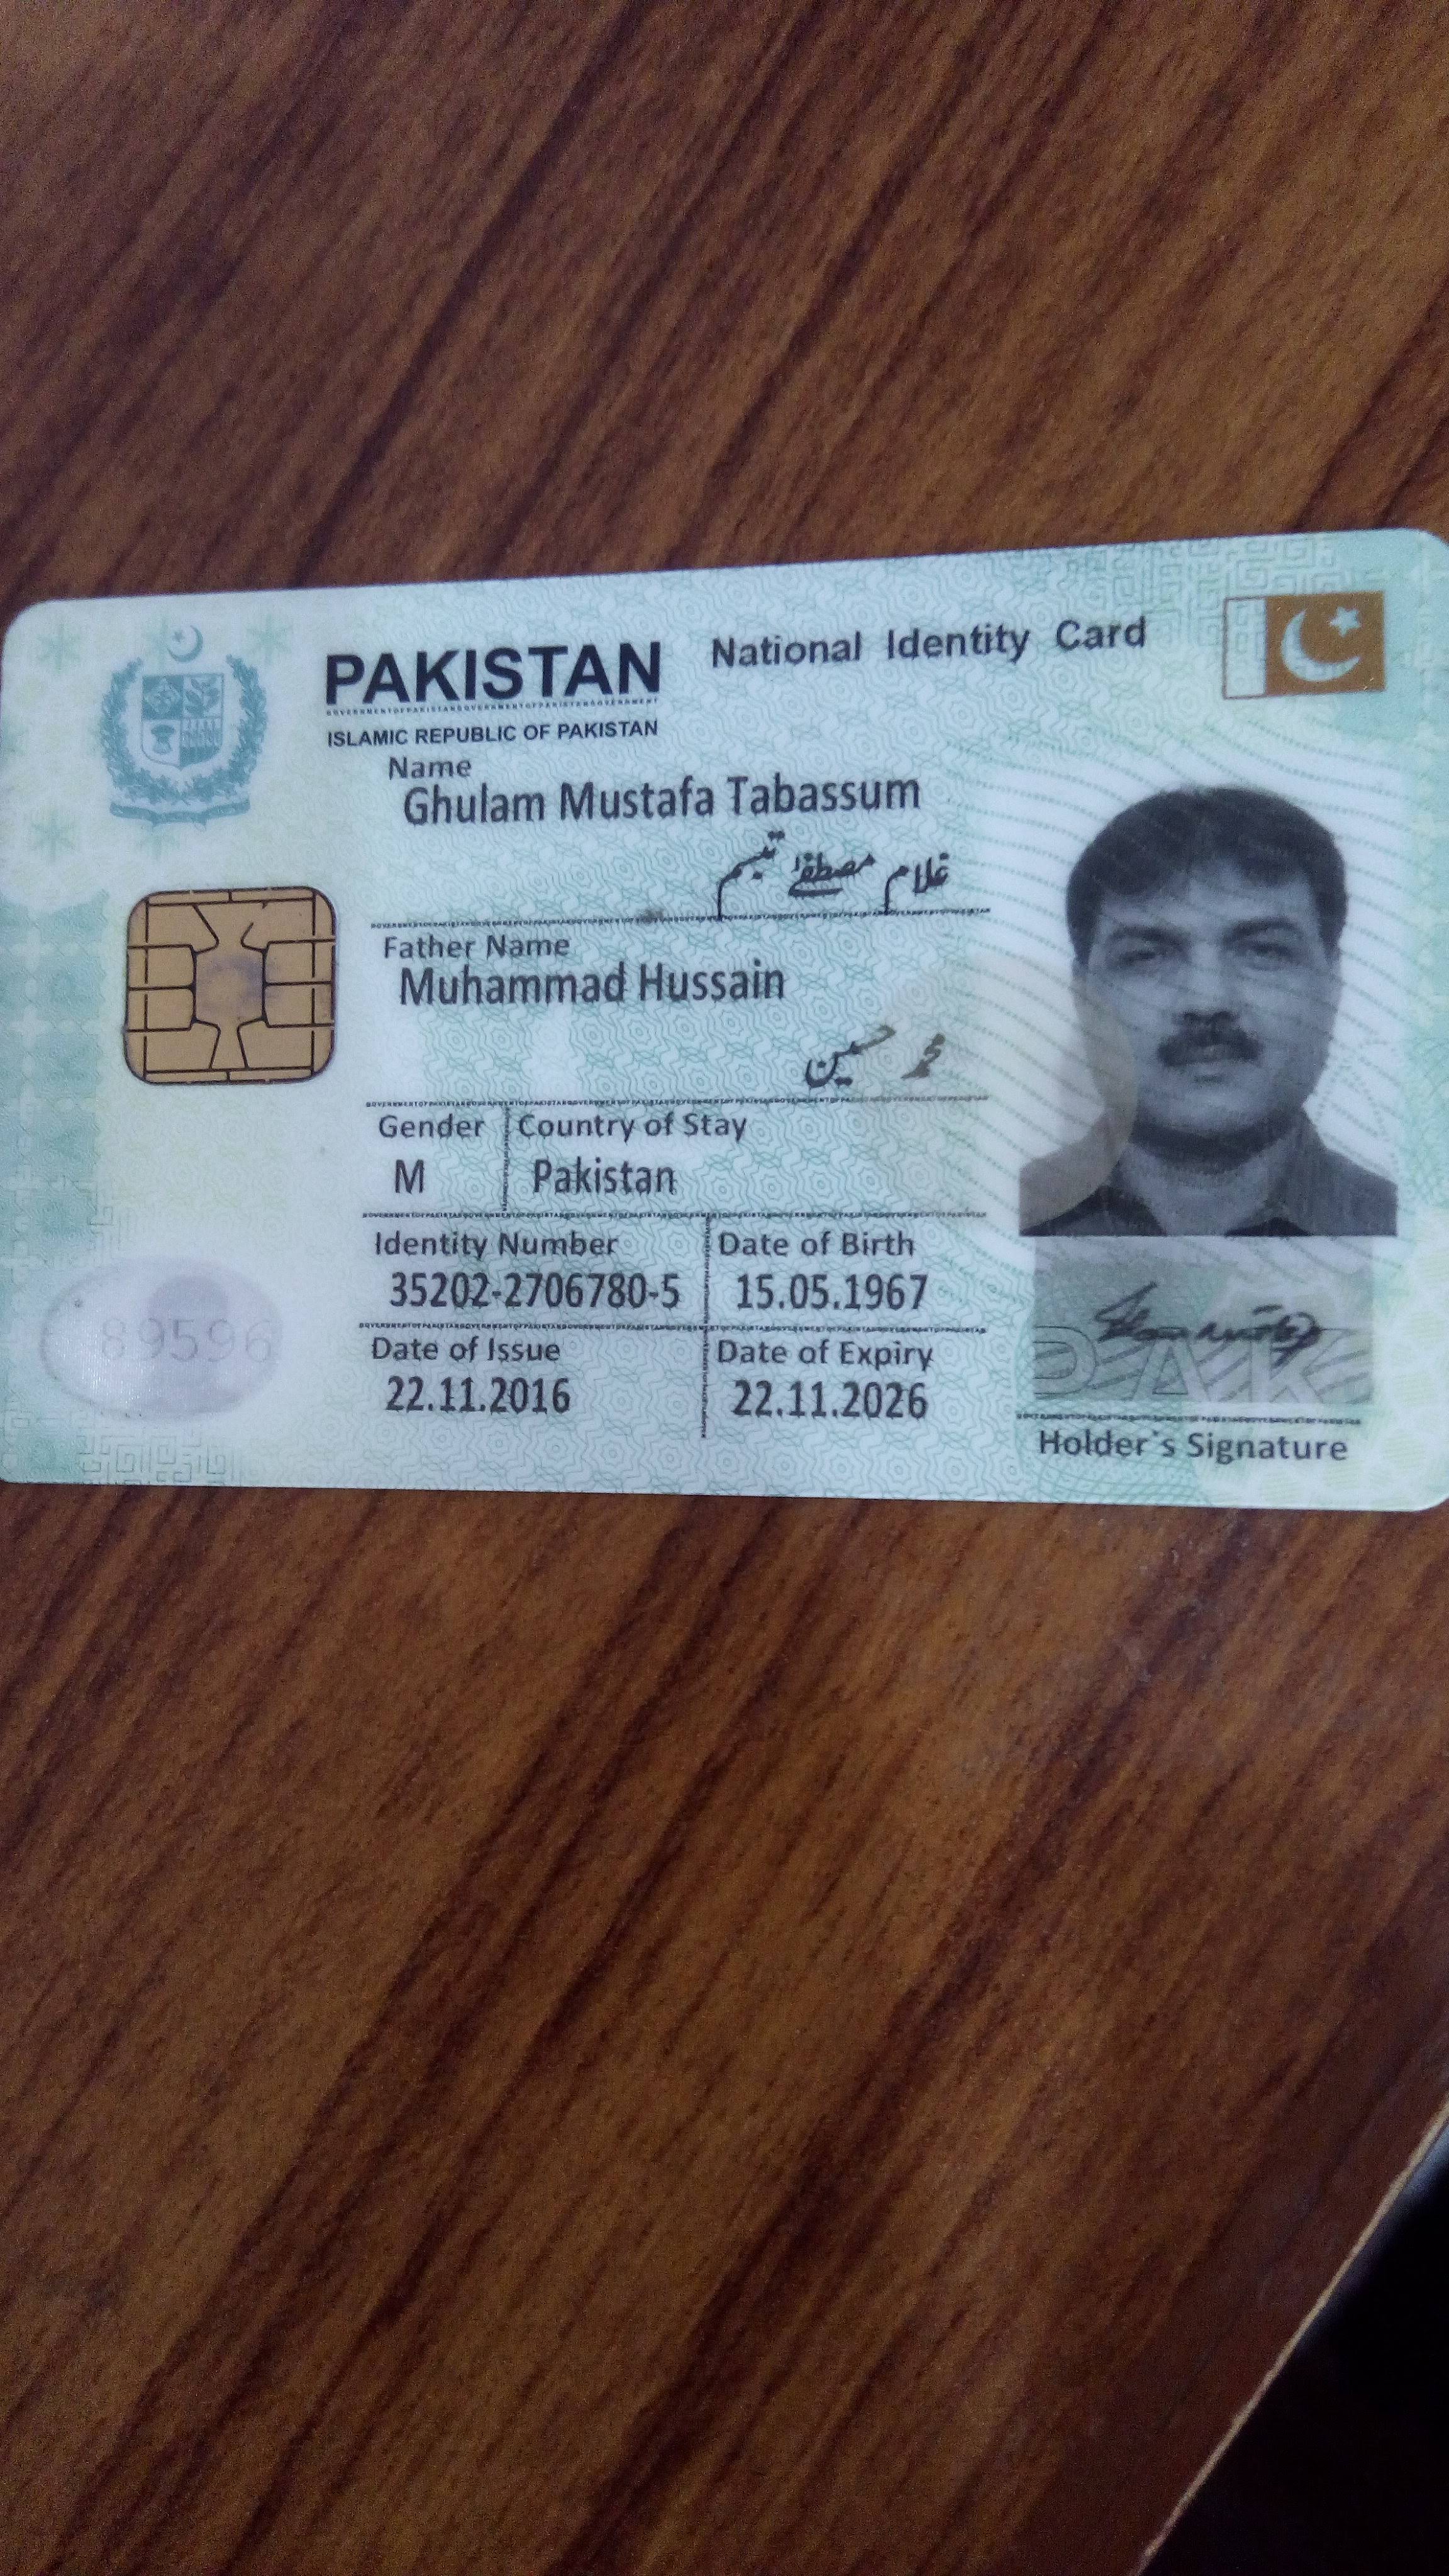 PAKISTAN National Identity Card
ISLAMIC REPUBLIC OF PAKISTAN
Name
Ghulam Mustafa Tabassum
غلام مصطفےٰ تبسم
Father Name
Muhammad Hussain
محمد حسین
Gender Country of Stay
M Pakistan
Identity Number Date of Birth
35202-2706780-5 15.05.1967
Date of Issue Date of Expiry
22.11.2016 22.11.2026
89596
PAK
Holder's Signature